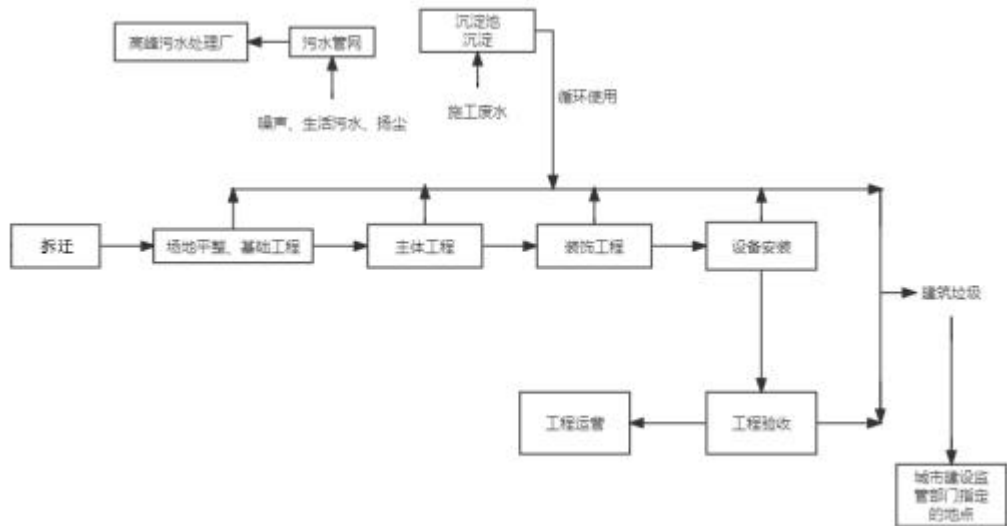 沉淀池
沉淀
高峰污水处理厂
污水管网
循环使用
施工废水
噪声、生活污水、扬尘
拆迁
场地平整、基础工程
主体工程
装饰工程
设备安装
建筑垃圾
工程运营
工程验收
城市建设监
管部门指定
的地点